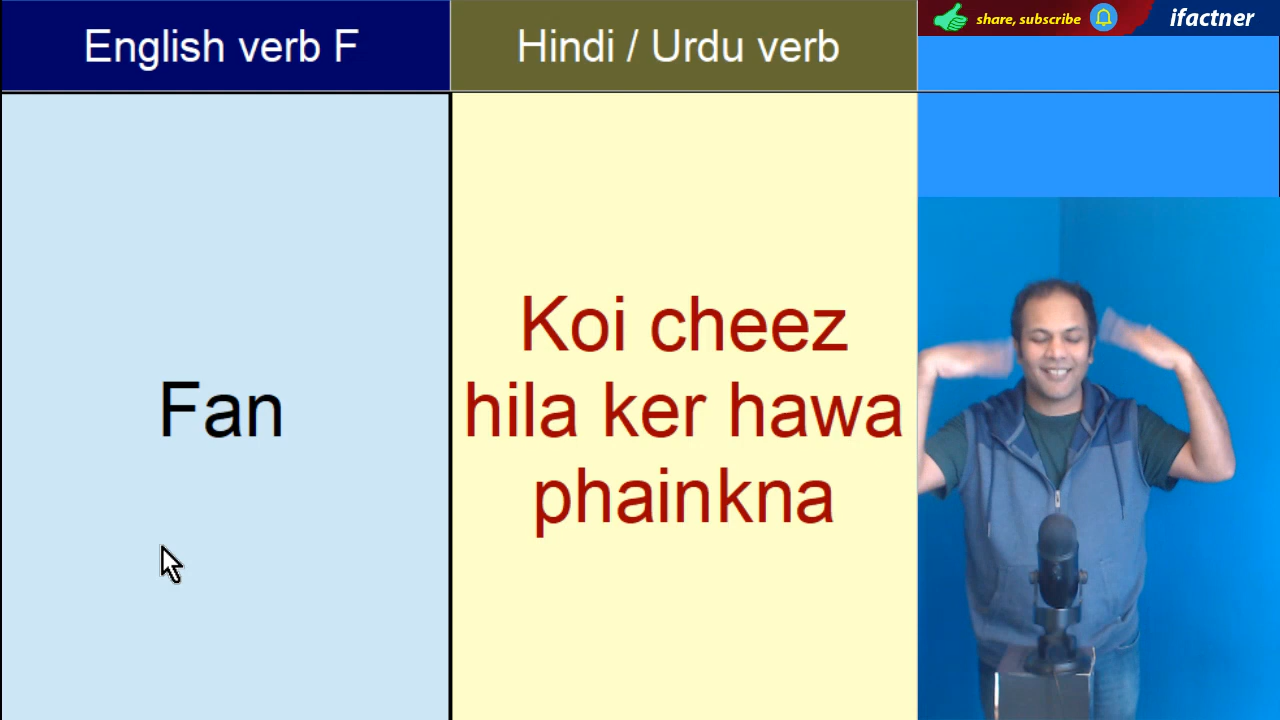 English verb F
Hindi / Urdu verb
share, subscribe
ifactner
Fan
Koi cheez
hila ker hawa
phainkna